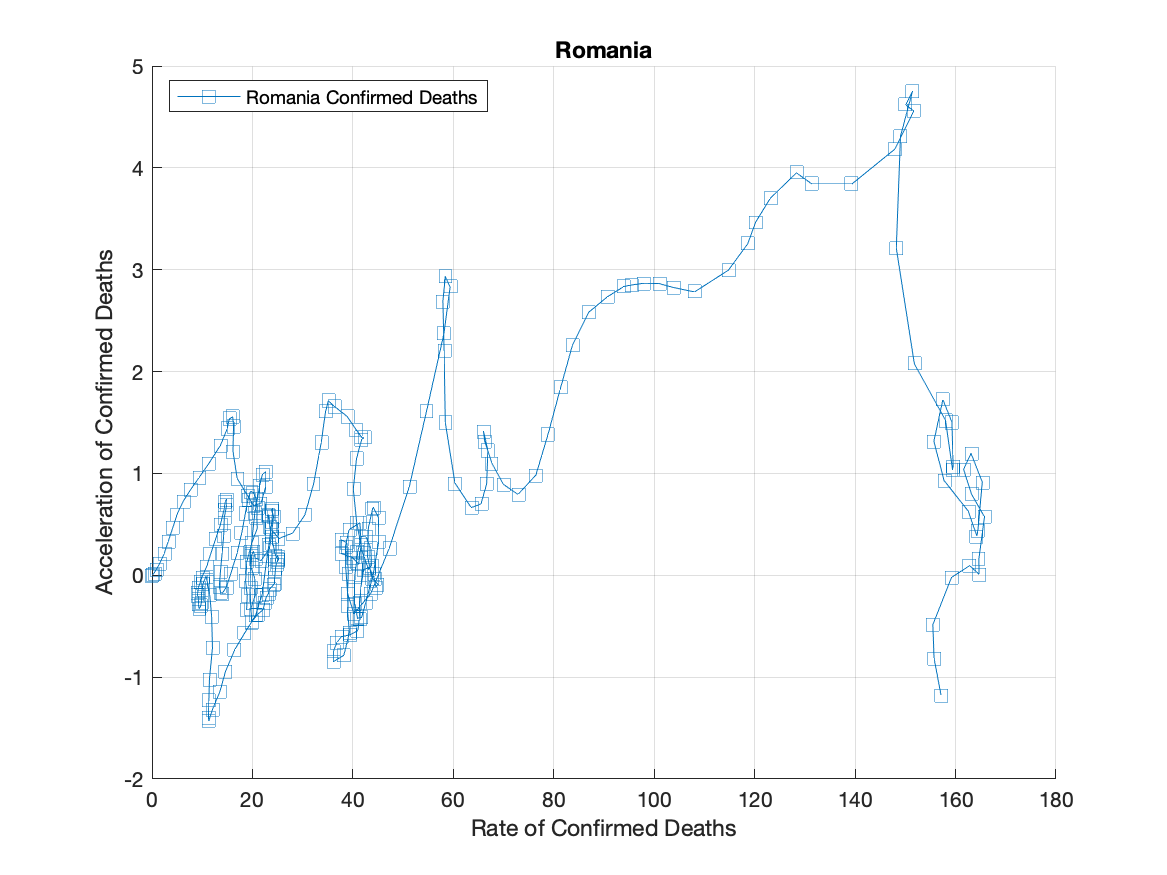 Romania
Romania Confirmed Deaths
Acceleration of Confirmed Deaths
5
4
3
2
1
0
-1
-2
0 20 40 60 80 100 120 140 160 180
Rate of Confirmed Deaths